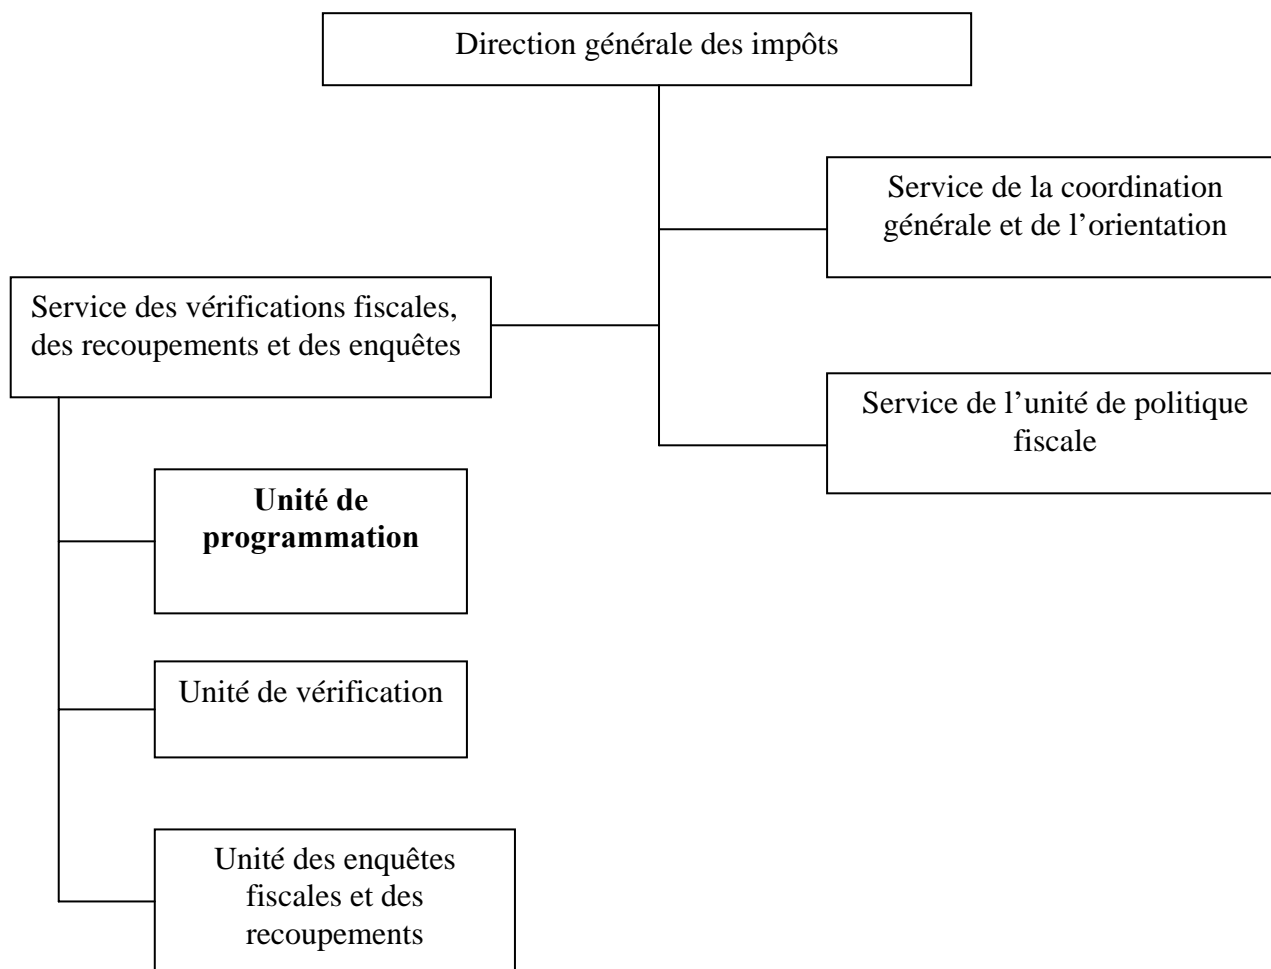 Direction générale des impôts
Service de la coordination
générale et de l’orientation
Service des vérifications fiscales,
des recoupements et des enquêtes
Service de l’unité de politique
fiscale
Unité de
programmation
Unité de vérification
Unité des enquêtes
fiscales et des
recoupements